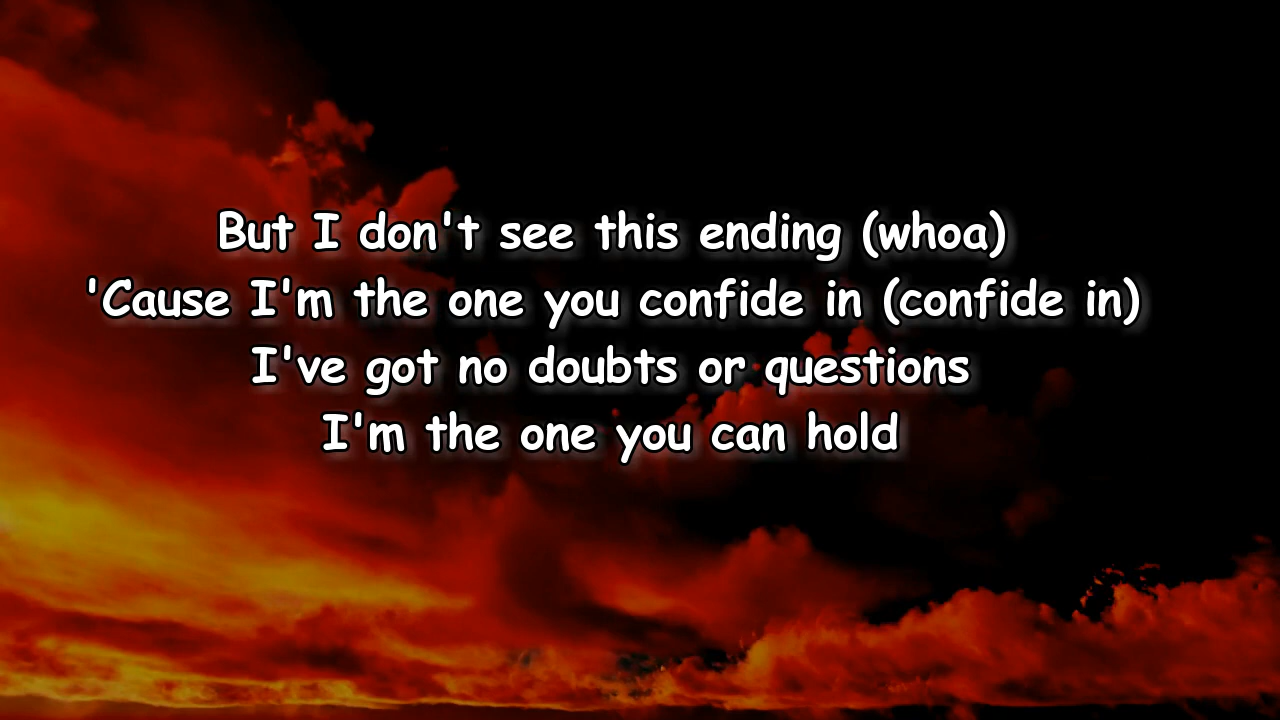 But I don't see this ending (whoa)
'Cause I'm the one you confide in (confide in)
I've got no doubts or questions
I'm the one you can hold